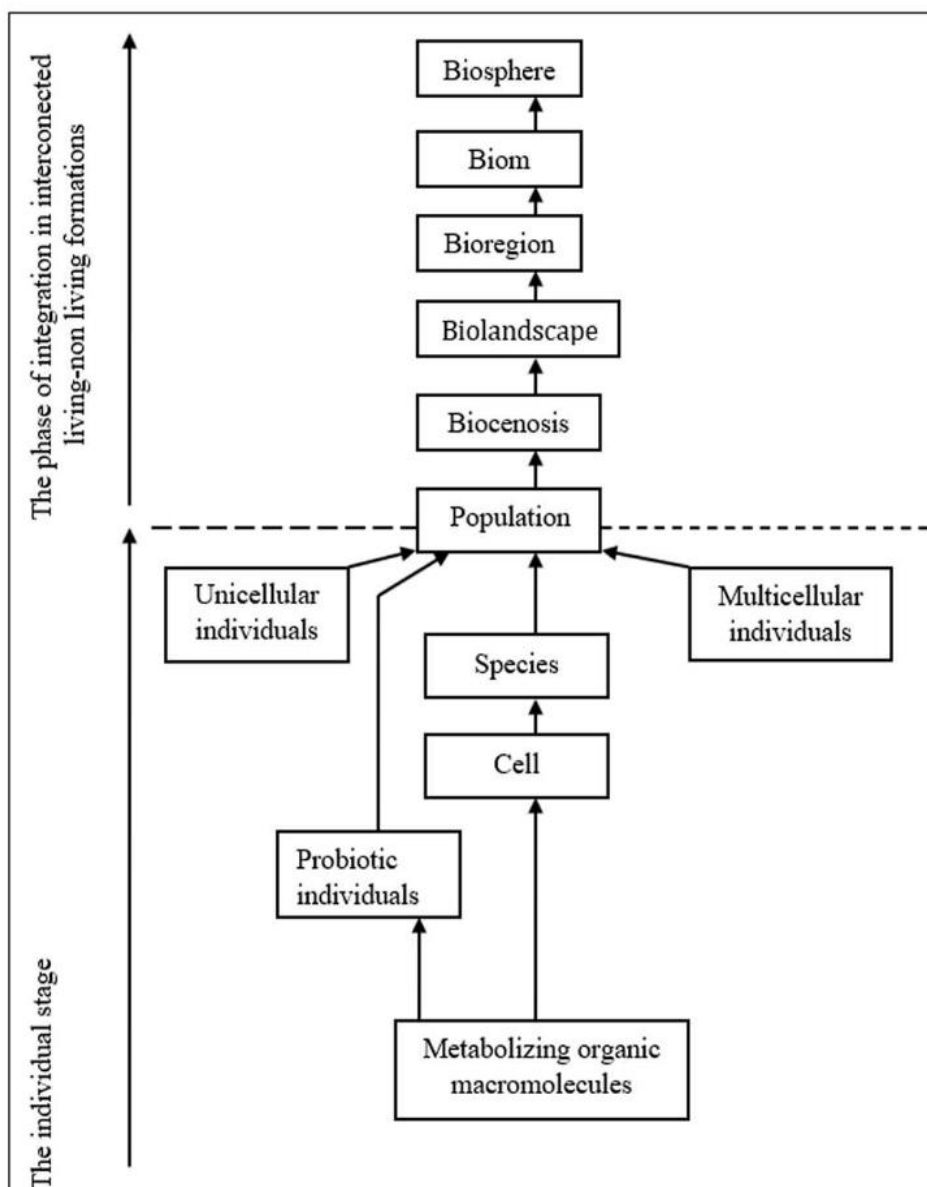 The phase of integration in interconected
living-non living formations
Biosphere
Biom
Bioregion
Biolandscape
Biocenosis
Population
Unicellular
individuals
Multicellular
individuals
Species
Cell
Probiotic
individuals
The individual stage
Metabolizing organic
macromolecules